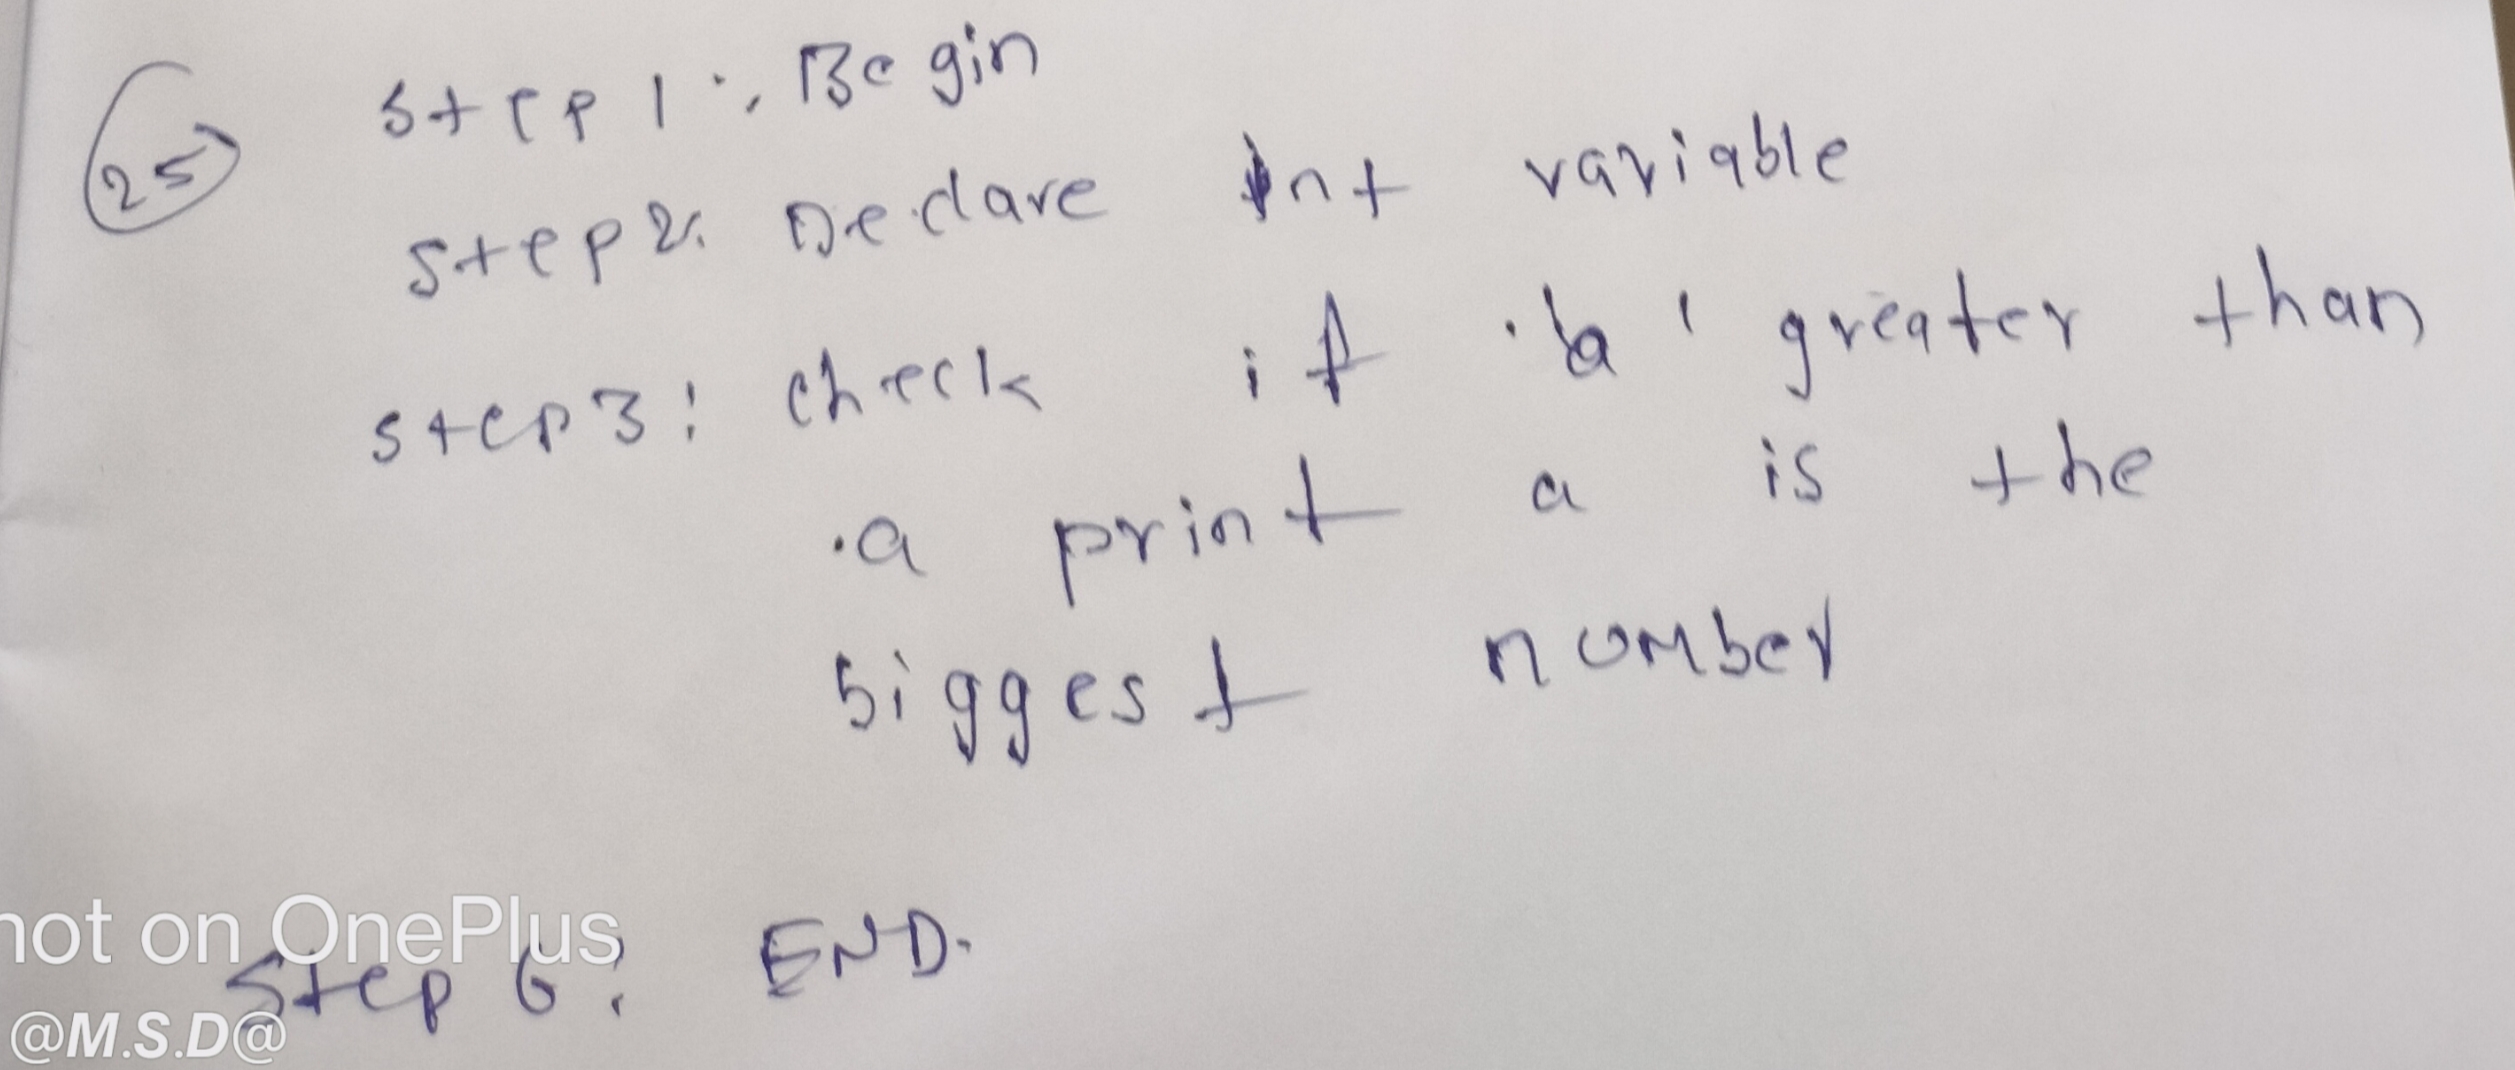 25)
Step 1:, Begin
Step 2: Declare int variable
Step 3: check if 'b' greater than
'a print a is the
biggest number
hot on OnePlus
Step 6: END.
@M.S.D@